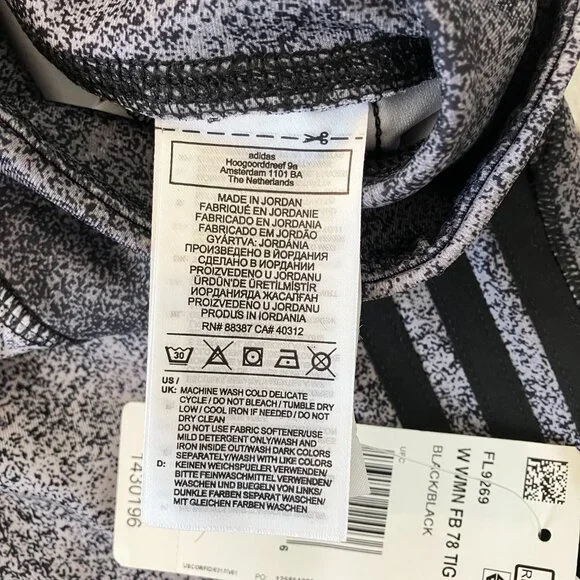 adidas
Hoogoorddreef 9a
Amsterdam 1101 BA
The Netherlands
MADE IN JORDAN
FABRIQUÉ EN JORDANIE
FABRICADO EN JORDANIA
FABRICADO EM JORDÃO
GYÁRTVA: JORDÁNIA
ПРОИЗВЕДЕНО В ЙОРДАНИЯ
СДЕЛАНО В ИОРДАНИИ
PROIZVEDENO U JORDANU
ÜRDÜN'DE ÜRETİLMİŞTİR
ИОРДАНИЯДА ЖАСАЛҒАН
PROIZVEDENO U JORDANU
PRODUS IN IORDANIA
RN# 88387 CA# 40312
30
US /
UK: MACHINE WASH COLD DELICATE
CYCLE / DO NOT BLEACH / TUMBLE DRY
LOW / COOL IRON IF NEEDED / DO NOT
DRY CLEAN
DO NOT USE FABRIC SOFTENER/USE
MILD DETERGENT ONLY/WASH AND
IRON INSIDE OUT/WASH DARK COLORS
SEPARATELY/WASH WITH LIKE COLORS
D: KEINEN WEICHSPUELER VERWENDEN/
BITTE FEINWASCHMITTEL VERWENDEN/
WASCHEN UND BUEGELN VON LINKS/
DUNKLE FARBEN SEPARAT WASCHEN/
MIT GLEICHEN FARBEN WASCHEN
1430196
UPC
FL9269
W VMN FB 78 TIG
BLACK/BLACK